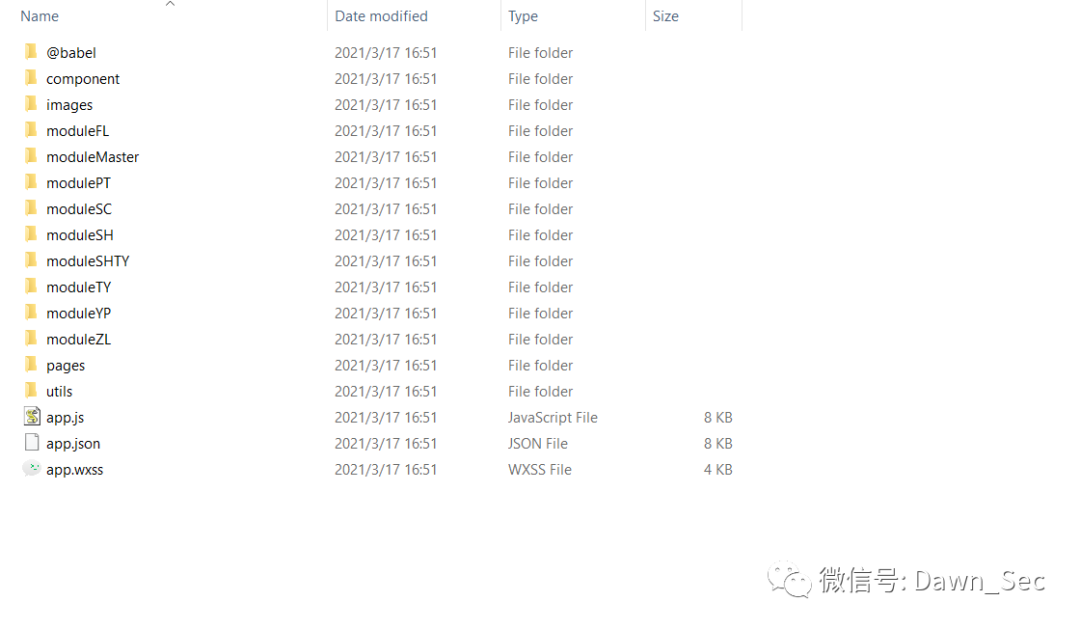 Name Date modified Type Size
@babel 2021/3/17 16:51 File folder
component 2021/3/17 16:51 File folder
images 2021/3/17 16:51 File folder
moduleFL 2021/3/17 16:51 File folder
moduleMaster 2021/3/17 16:51 File folder
modulePT 2021/3/17 16:51 File folder
moduleSC 2021/3/17 16:51 File folder
moduleSH 2021/3/17 16:51 File folder
moduleSHTY 2021/3/17 16:51 File folder
moduleTY 2021/3/17 16:51 File folder
moduleYP 2021/3/17 16:51 File folder
moduleZL 2021/3/17 16:51 File folder
pages 2021/3/17 16:51 File folder
utils 2021/3/17 16:51 File folder
app.js 2021/3/17 16:51 JavaScript File 8 KB
app.json 2021/3/17 16:51 JSON File 8 KB
app.wxss 2021/3/17 16:51 WXSS File 4 KB
微信号: Dawn_Sec